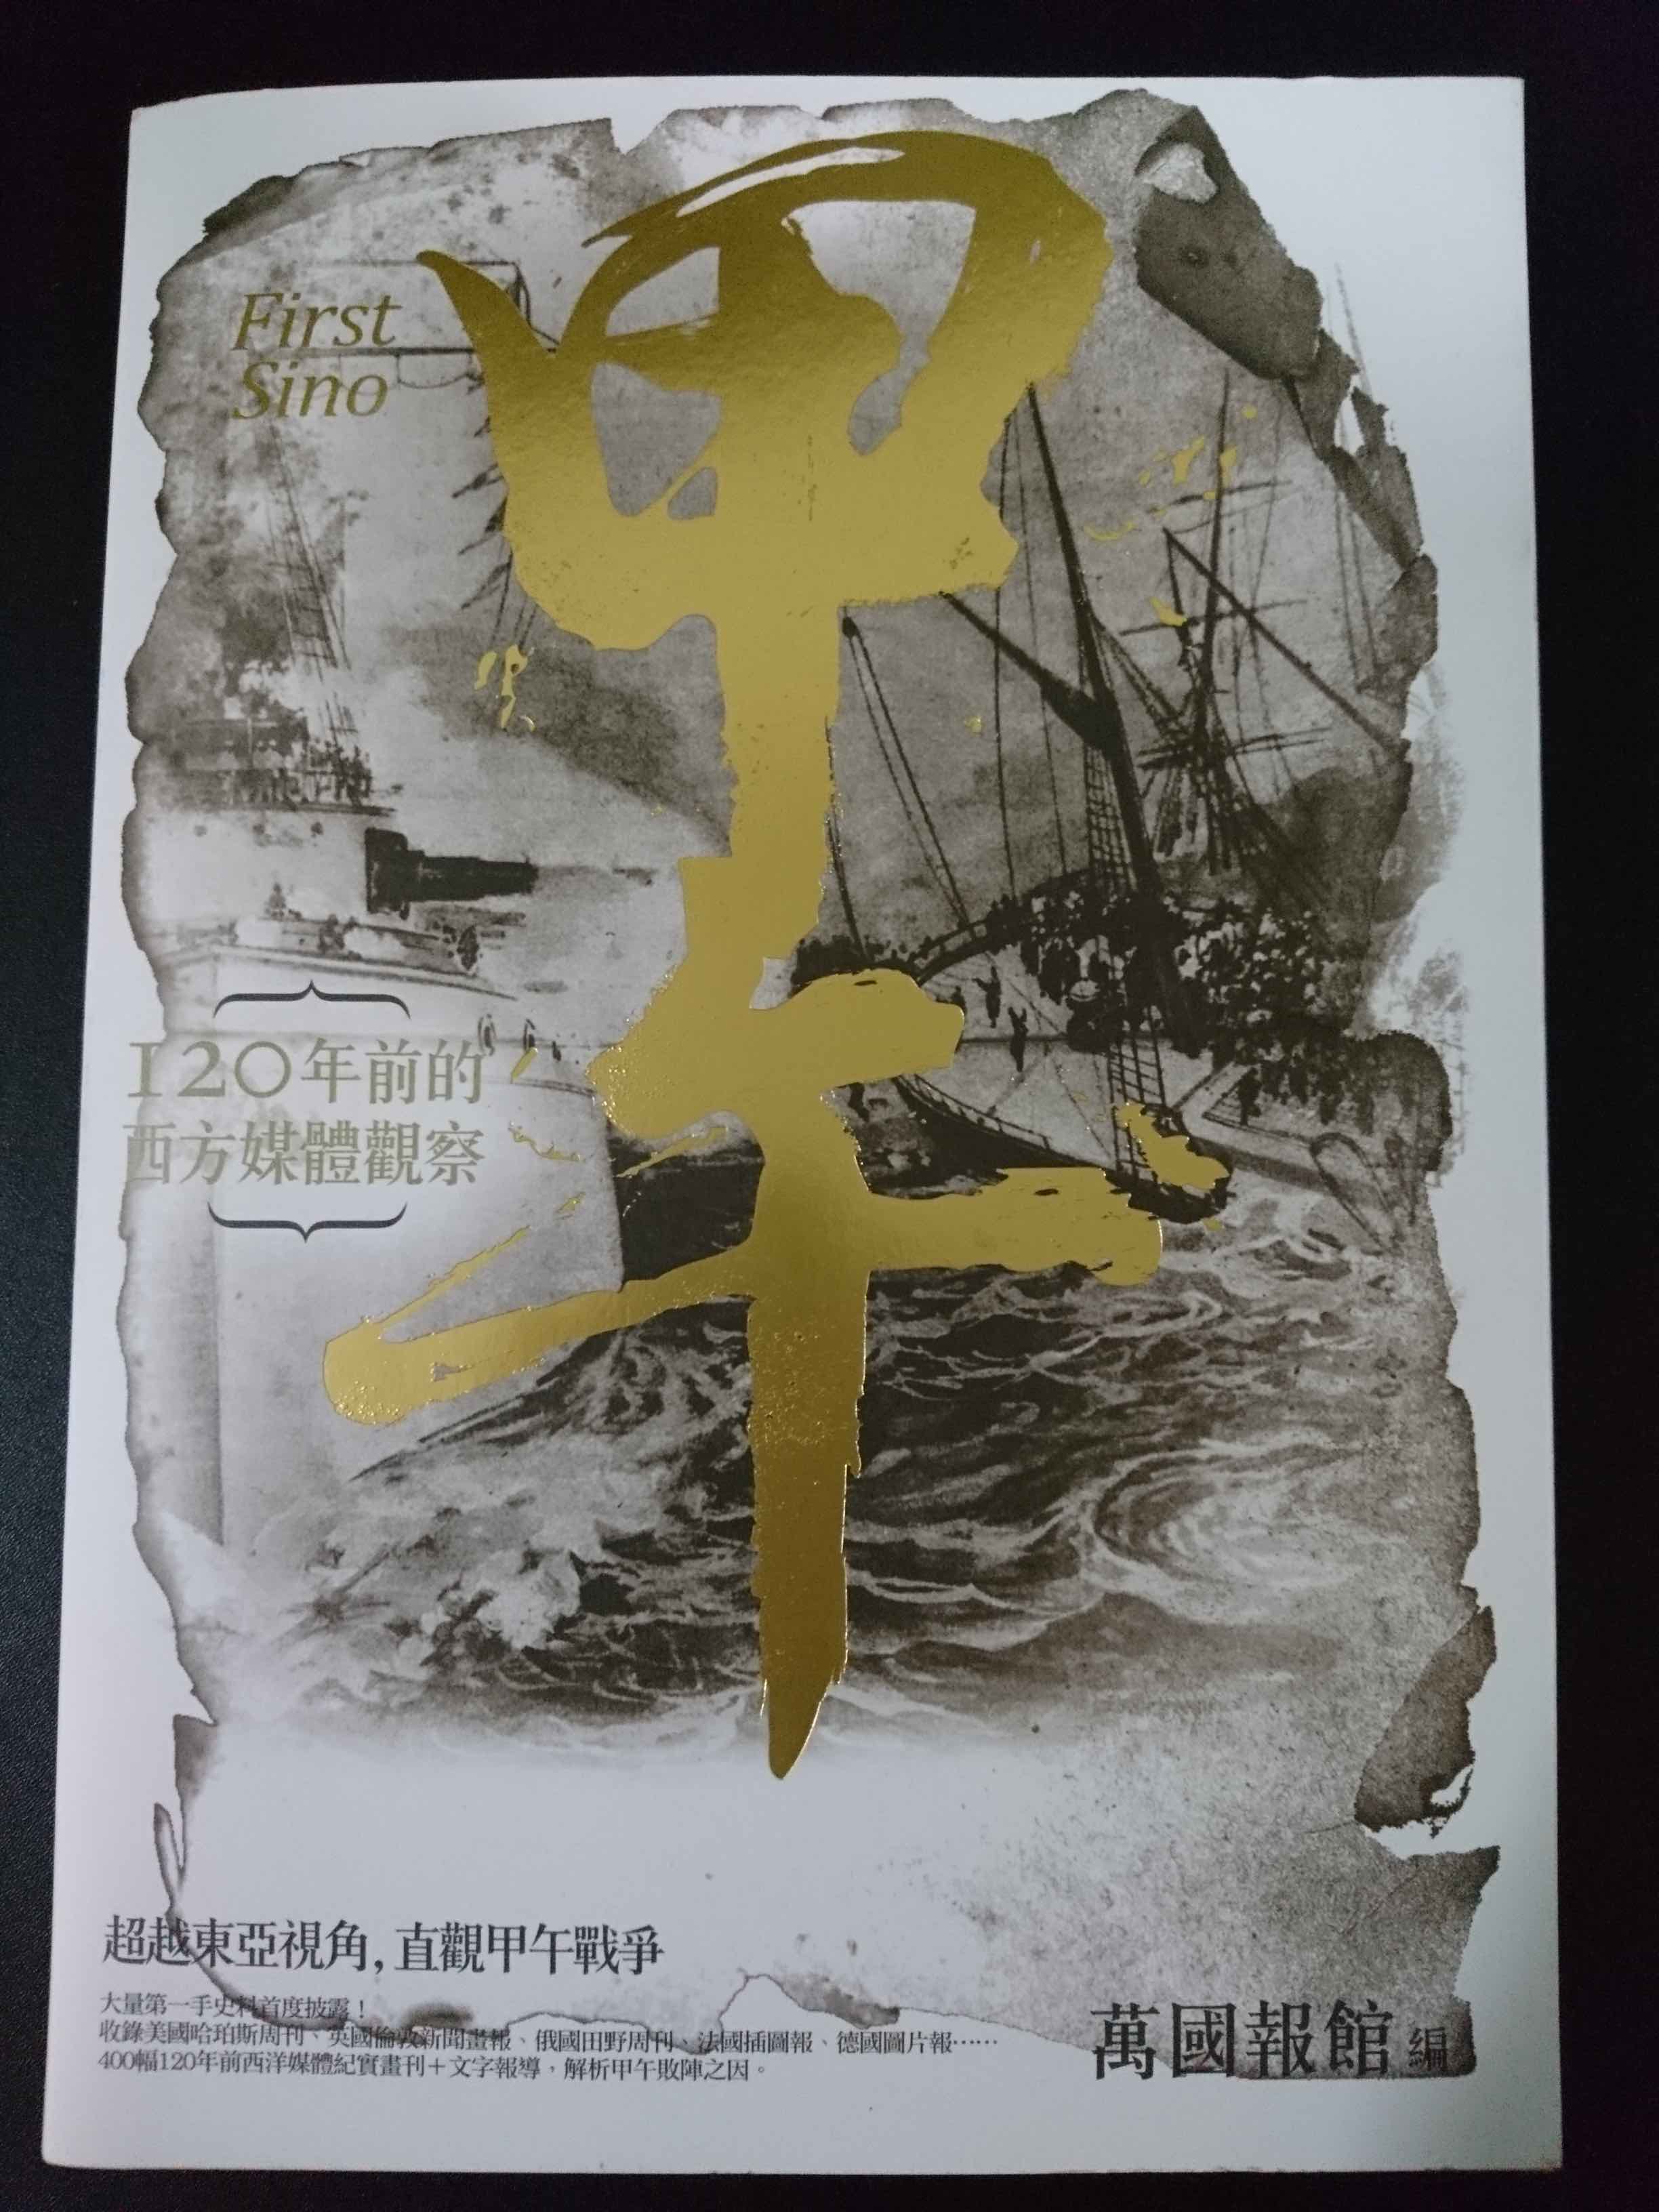 甲午
First
Sino
120年前的
西方媒體觀察
超越東亞視角,直觀甲午戰爭
大量第一手史料首度披露！
收錄美國哈珀斯周刊、英國倫敦新聞畫報、俄國田野周刊、法國插圖報、德國圖片報……
400幅120年前西洋媒體紀實畫刊＋文字報導，解析甲午敗陣之因。
萬國報館 編